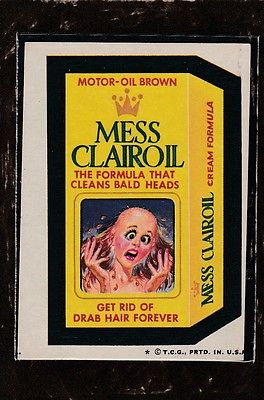 MOTOR-OIL BROWN
MESS
CLAIROIL
THE FORMULA THAT
CLEANS BALD HEADS
GET RID OF
DRAB HAIR FOREVER
MESS CLAIROIL
CREAM FORMULA
* © T.C.G., PRTD. IN U.S.